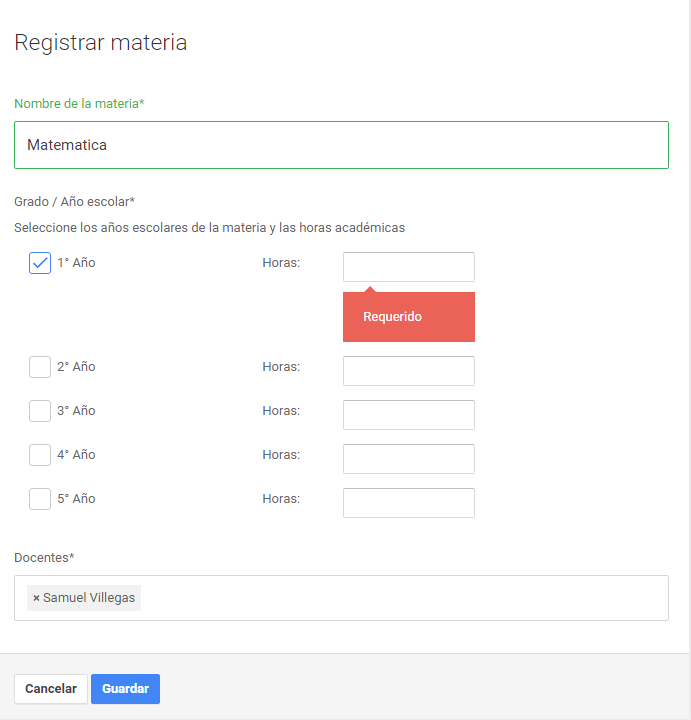 Registrar materia
Nombre de la materia*
Matematica
Grado / Año escolar*
Seleccione los años escolares de la materia y las horas académicas
1° Año Horas:
Requerido
2° Año Horas:
3° Año Horas:
4° Año Horas:
5° Año Horas:
Docentes*
× Samuel Villegas
Cancelar Guardar